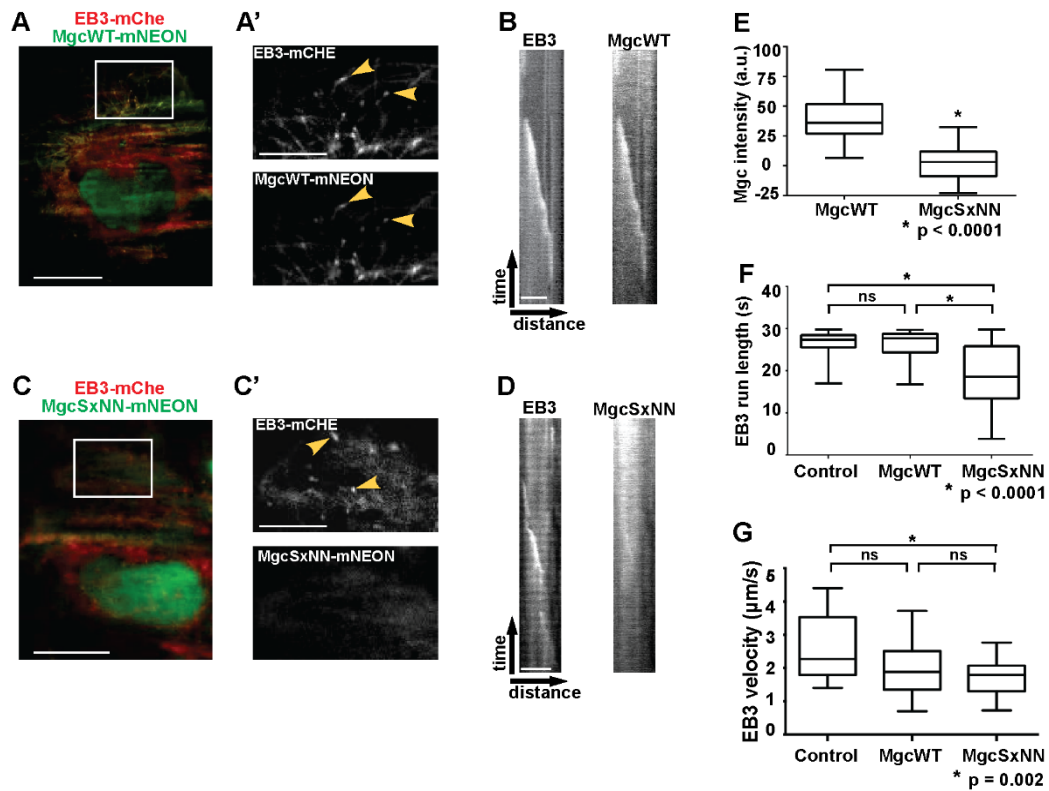 A
EB3-mChe
MgcWT-mNEON
A'
EB3-mCHE
MgcWT-mNEON
B
EB3
MgcWT
time
distance
C
EB3-mChe
MgcSxNN-mNEON
C'
EB3-mCHE
MgcSxNN-mNEON
D
EB3
MgcSxNN
time
distance
E
Mgc intensity (a.u.)
100
75
50
25
0
-25
*
MgcWT
MgcSxNN
* p < 0.0001
F
EB3 run length (s)
40
30
20
10
0
*
ns
*
Control
MgcWT
MgcSxNN
* p < 0.0001
G
EB3 velocity (µm/s)
5
4
3
2
1
0
*
ns
ns
Control
MgcWT
MgcSxNN
* p = 0.002